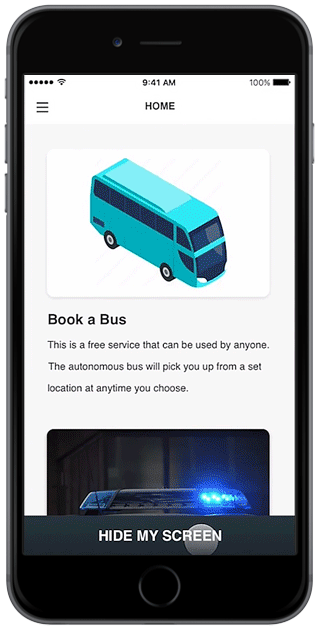 9:41 AM
100%
HOME
Book a Bus
This is a free service that can be used by anyone.
The autonomous bus will pick you up from a set
location at anytime you choose.
HIDE MY SCREEN